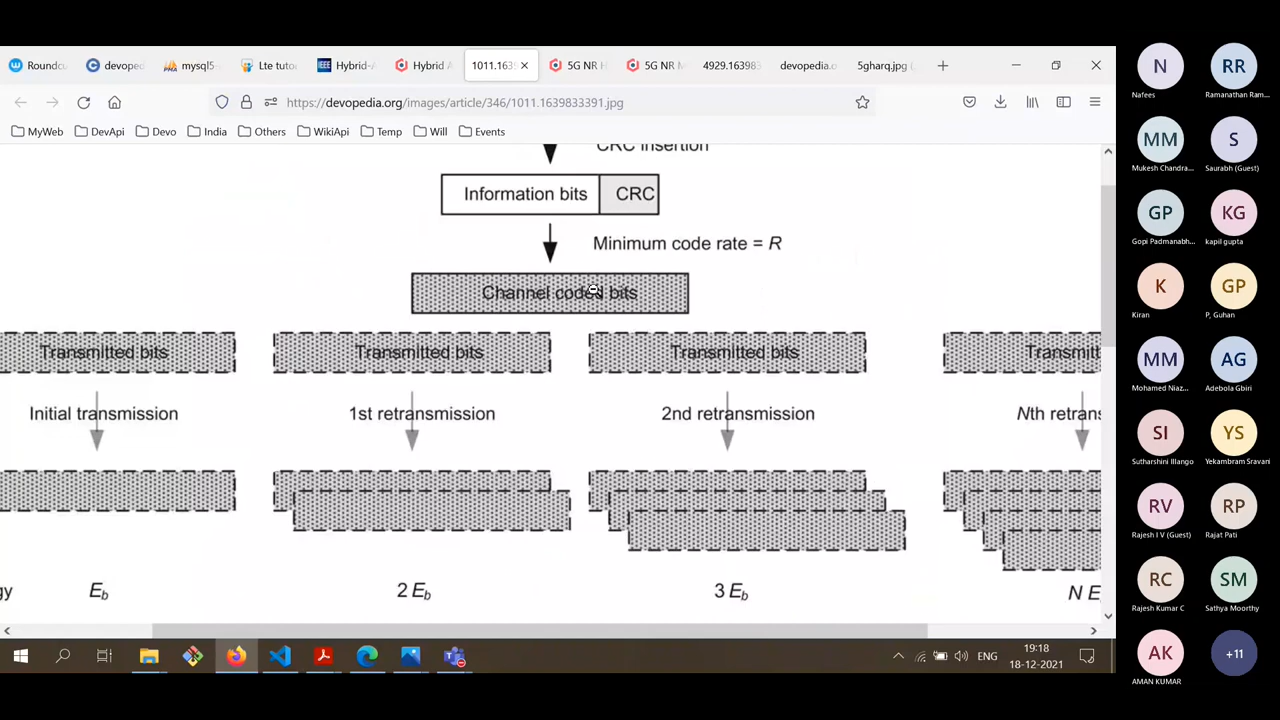 Roundcu
devoped
mysql5-
Lte tuto
Hybrid-A
Hybrid A
1011.163
5G NR H
5G NR M
4929.16398
devopedia.o
5gharq.jpg (
https://devopedia.org/images/article/346/1011.1639833391.jpg
MyWeb
DevApi
Devo
India
Others
WikiApi
Temp
Will
Events
CRC insertion
Information bits
CRC
Minimum code rate = R
Channel coded bits
Transmitted bits
Transmitted bits
Transmitted bits
Transmitt
Initial transmission
1st retransmission
2nd retransmission
Nth retrans
gy
Eb
2 Eb
3 Eb
N E
ENG
19:18
18-12-2021
N
Nafees
RR
Ramanathan Ram...
MM
Mukesh Chandra...
S
Saurabh (Guest)
GP
Gopi Padmanabh...
KG
kapil gupta
K
Kiran
GP
P, Guhan
MM
Mohamed Niaz...
AG
Adebola Gbiri
SI
Sutharshini Illango
YS
Yekambram Sravani
RV
Rajesh I V (Guest)
RP
Rajat Pati
RC
Rajesh Kumar C
SM
Sathya Moorthy
AK
AMAN KUMAR
+11